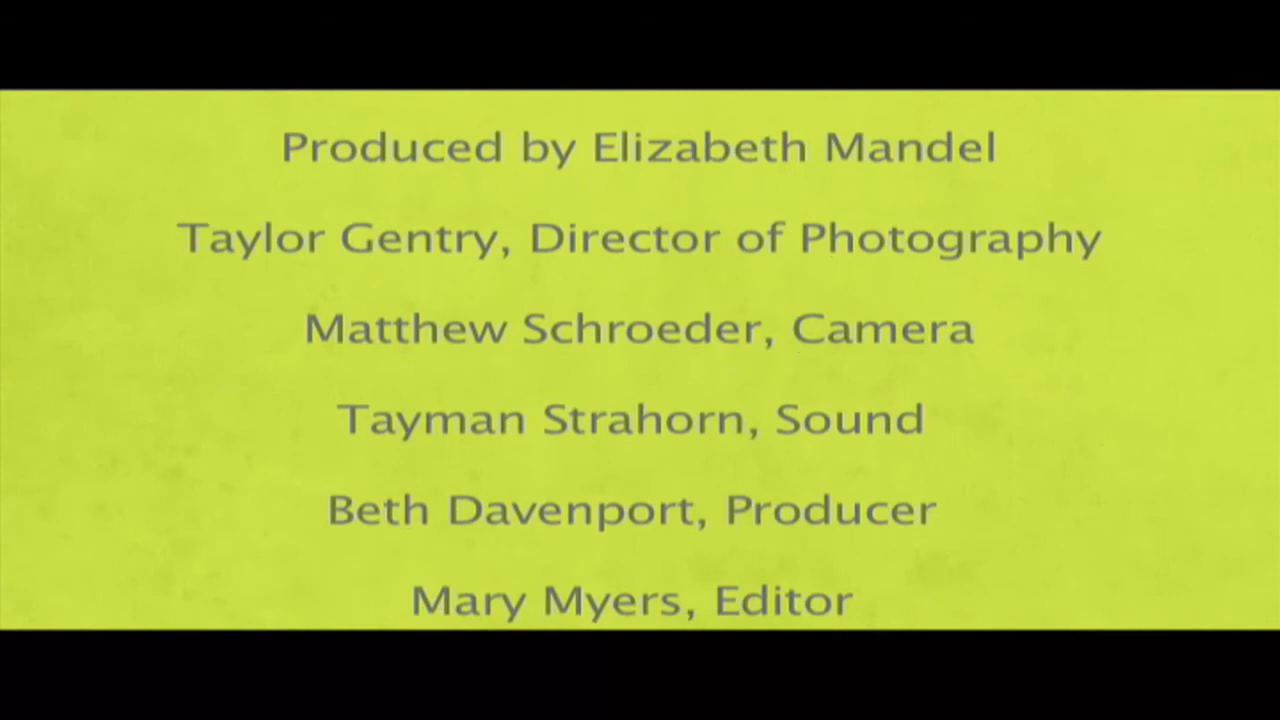 Produced by Elizabeth Mandel
Taylor Gentry, Director of Photography
Matthew Schroeder, Camera
Tayman Strahorn, Sound
Beth Davenport, Producer
Mary Myers, Editor